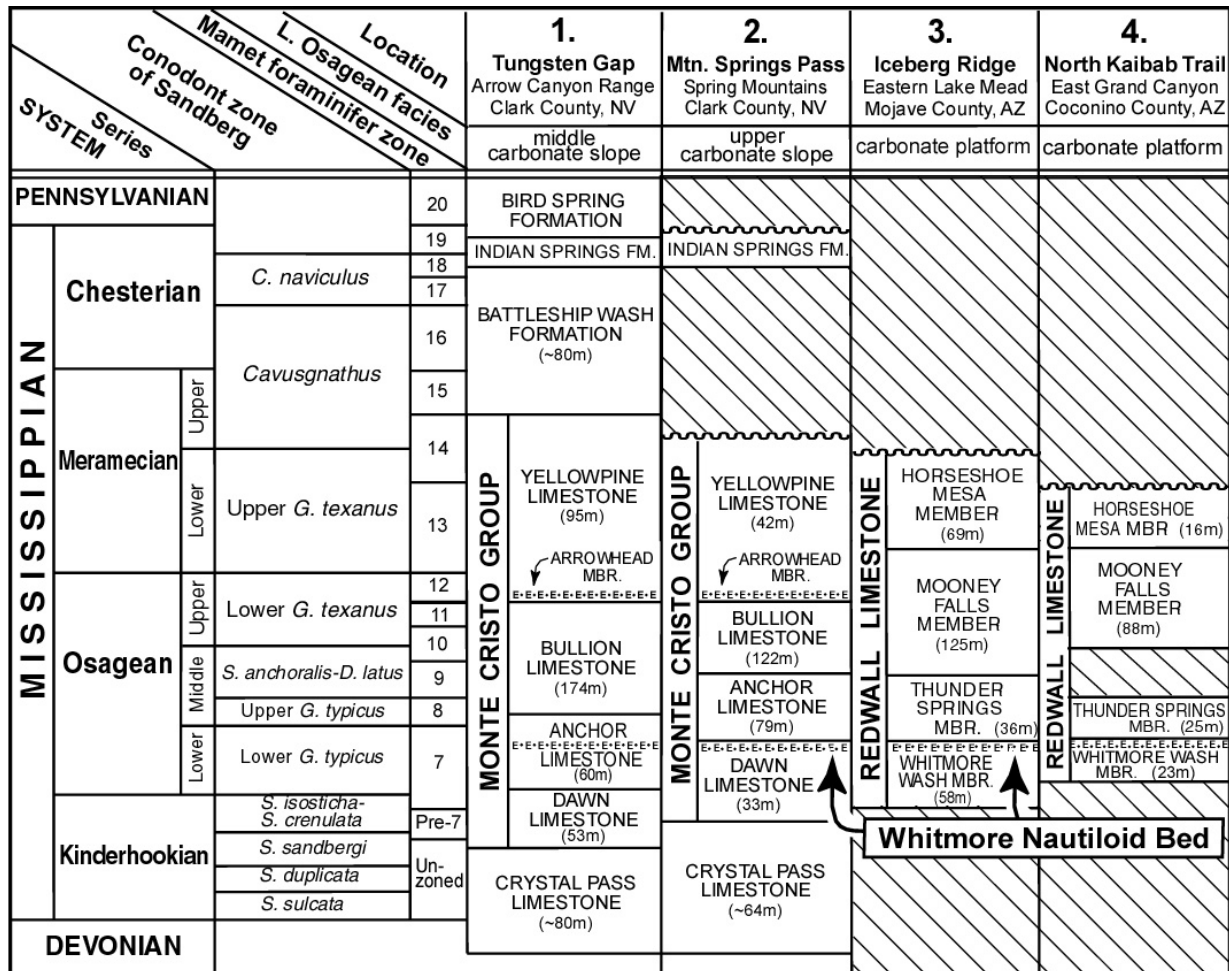 SYSTEM
Series
Conodont zone
of Sandberg
Mamet foraminifer zone
L. Osagean facies
Location
1.
Tungsten Gap
Arrow Canyon Range
Clark County, NV
middle
carbonate slope
2.
Mtn. Springs Pass
Spring Mountains
Clark County, NV
upper
carbonate slope
3.
Iceberg Ridge
Eastern Lake Mead
Mojave County, AZ
carbonate platform
4.
North Kaibab Trail
East Grand Canyon
Coconino County, AZ
carbonate platform
PENNSYLVANIAN
MISSISSIPPIAN
DEVONIAN
Chesterian
Meramecian
Upper
Lower
Osagean
Upper
Middle
Lower
Kinderhookian
C. naviculus
Cavusgnathus
Upper G. texanus
Lower G. texanus
S. anchoralis-D. latus
Upper G. typicus
Lower G. typicus
S. isosticha-
S. crenulata
S. sandbergi
S. duplicata
S. sulcata
20
19
18
17
16
15
14
13
12
11
10
9
8
7
Pre-7
Un-
zoned
BIRD SPRING
FORMATION
INDIAN SPRINGS FM.
BATTLESHIP WASH
FORMATION
(~80m)
MONTE CRISTO GROUP
YELLOWPINE
LIMESTONE
(95m)
ARROWHEAD
MBR.
E-E-E-E-E-E-E-E-E-E-E
BULLION
LIMESTONE
(174m)
ANCHOR
E-E-E-E-E-E-E-E-E-E-E
LIMESTONE
(60m)
DAWN
LIMESTONE
(53m)
CRYSTAL PASS
LIMESTONE
(~80m)
INDIAN SPRINGS FM.
MONTE CRISTO GROUP
YELLOWPINE
LIMESTONE
(42m)
ARROWHEAD
MBR.
E-E-E-E-E-E-E-E-E-E-E
BULLION
LIMESTONE
(122m)
ANCHOR
LIMESTONE
(79m)
E-E-E-E-E-E-E-E-E-E-E
DAWN
LIMESTONE
(33m)
CRYSTAL PASS
LIMESTONE
(~64m)
REDWALL LIMESTONE
HORSESHOE
MESA
MEMBER
(69m)
MOONEY
FALLS
MEMBER
(125m)
THUNDER
SPRINGS
MBR. (36m)
E-E-E-E-E-E-E-E-E-E-E
WHITMORE
WASH MBR.
(58m)
REDWALL LIMESTONE
HORSESHOE
MESA MBR (16m)
MOONEY
FALLS
MEMBER
(88m)
THUNDER SPRINGS
MBR. (25m)
E-E-E-E-E-E-E-E-E-E-E
WHITMORE WASH
MBR. (23m)
Whitmore Nautiloid Bed